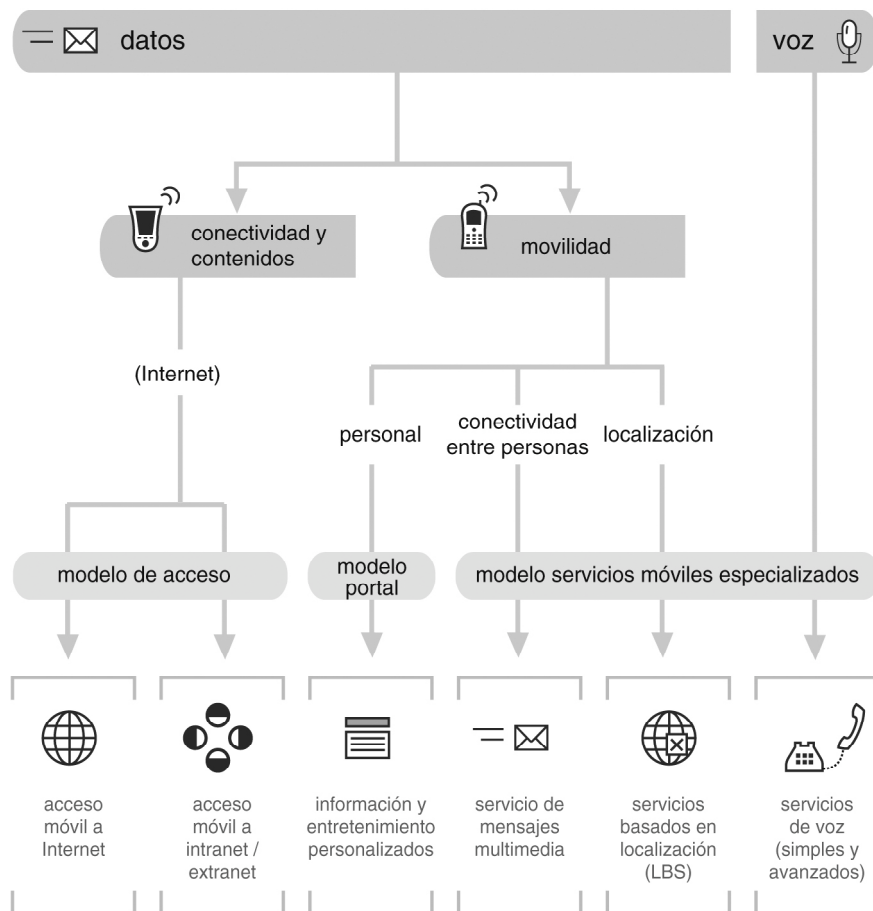 datos
voz
conectividad y
contenidos
movilidad
(Internet)
personal
conectividad
entre personas
localización
modelo de acceso
modelo
portal
modelo servicios móviles especializados
acceso
móvil a
Internet
acceso
móvil a
intranet /
extranet
información y
entretenimiento
personalizados
servicio de
mensajes
multimedia
servicios
basados en
localización
(LBS)
servicios
de voz
(simples y
avanzados)